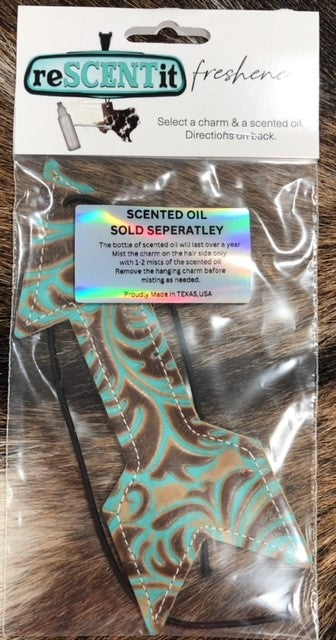 reSCENTit freshene
Select a charm & a scented oil.
Directions on back.
SCENTED OIL
SOLD SEPERATLEY
The bottle of scented oil will last over a year
Mist the charm on the hair side only
with 1-2 mists of the scented oil.
Remove the hanging charm before
misting as needed.
Proudly Made in TEXAS,USA